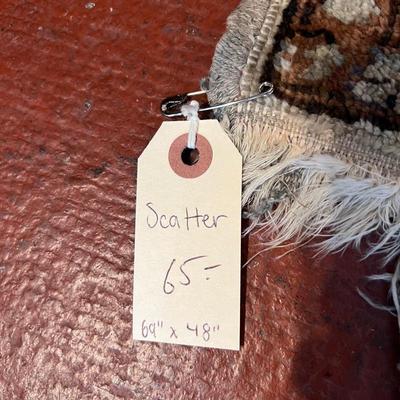 Scatter
65-
69" x 48"